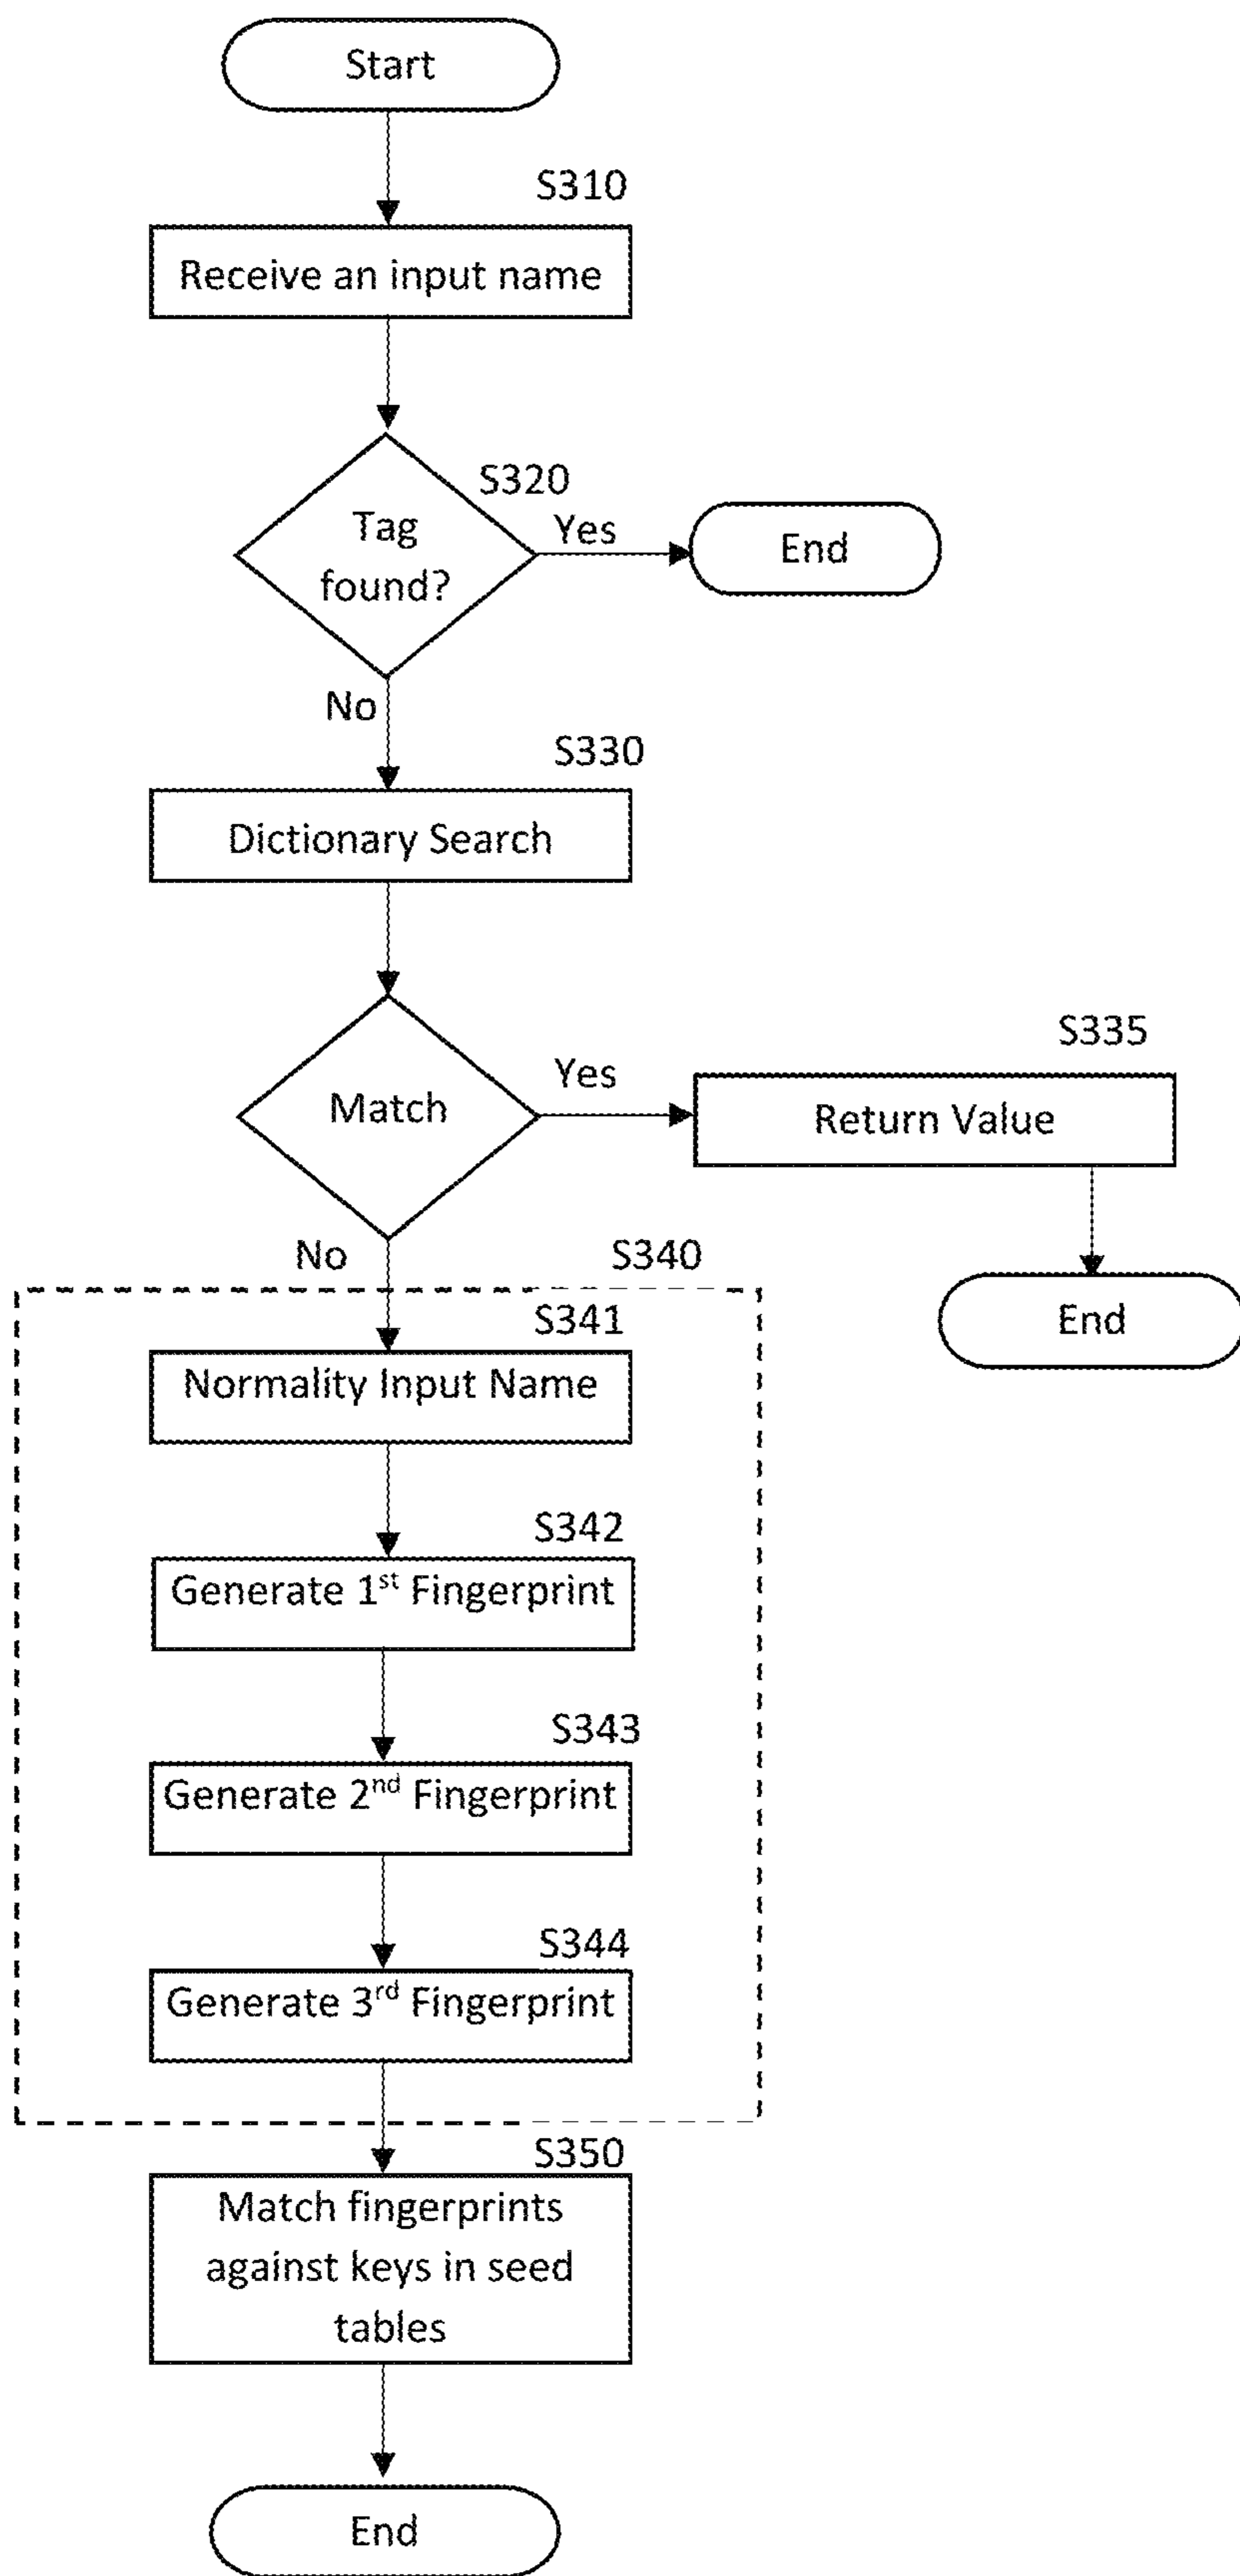 Start
S310
Receive an input name
S320
Tag
found?
Yes
End
No
S330
Dictionary Search
Match
Yes
S335
Return Value
End
No
S340
S341
Normality Input Name
S342
Generate 1st Fingerprint
S343
Generate 2nd Fingerprint
S344
Generate 3rd Fingerprint
S350
Match fingerprints
against keys in seed
tables
End